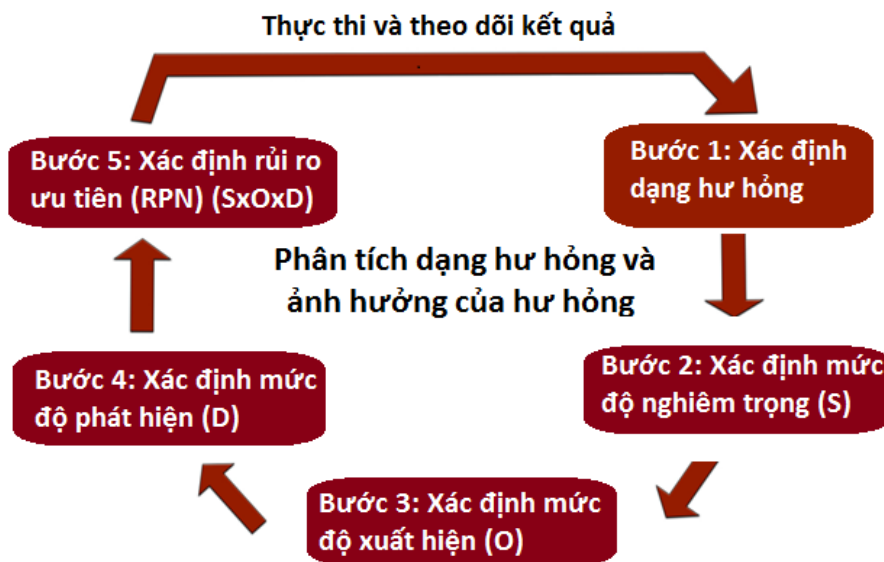 Thực thi và theo dõi kết quả
Bước 5: Xác định rủi ro
ưu tiên (RPN) (SxOxD)
Bước 1: Xác định
dạng hư hỏng
Phân tích dạng hư hỏng và
ảnh hưởng của hư hỏng
Bước 4: Xác định mức
độ phát hiện (D)
Bước 2: Xác định mức
độ nghiêm trọng (S)
Bước 3: Xác định mức
độ xuất hiện (O)